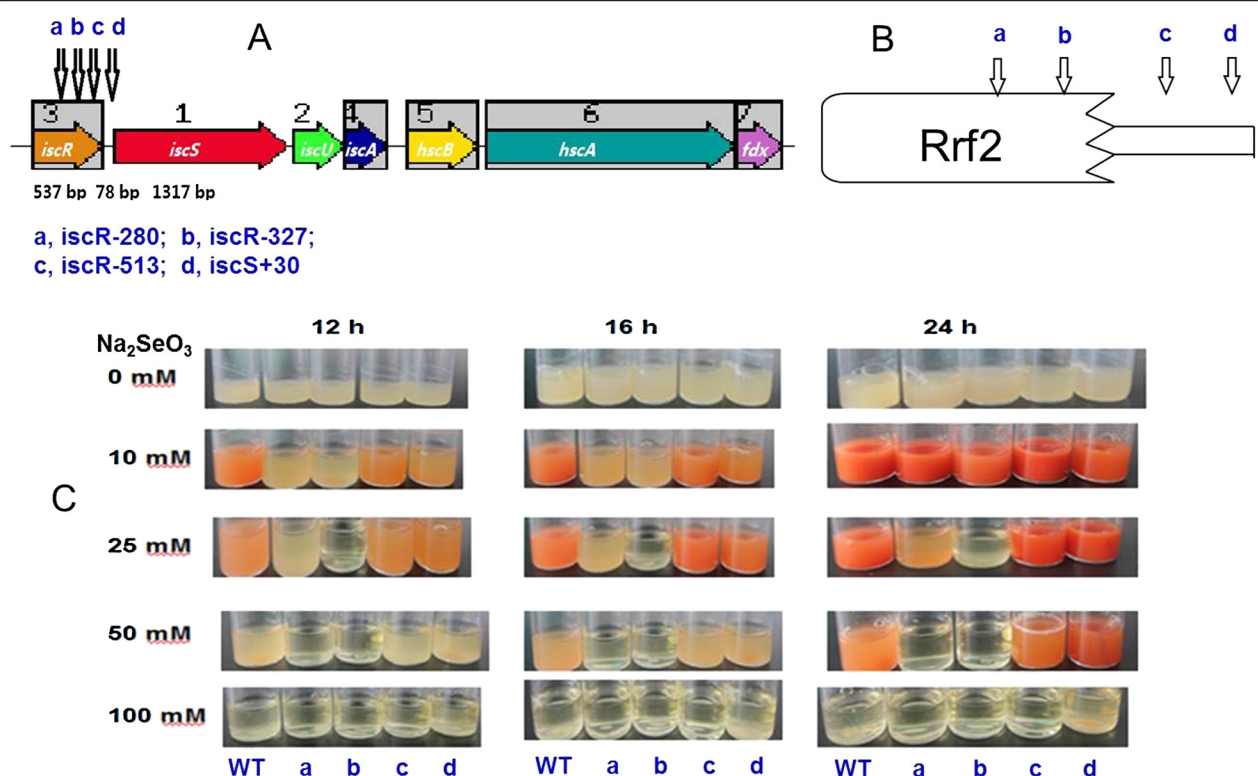 a b c d
A
3 1 2 4 5 6 7
iscR iscS iscU iscA hscB hscA fdx
537 bp 78 bp 1317 bp
a, iscR-280; b, iscR-327;
c, iscR-513; d, iscS+30
B
a b c d
Rrf2
12 h 16 h 24 h
Na₂SeO₃
0 mM
10 mM
C
25 mM
50 mM
100 mM
WT a b c d WT a b c d WT a b c d